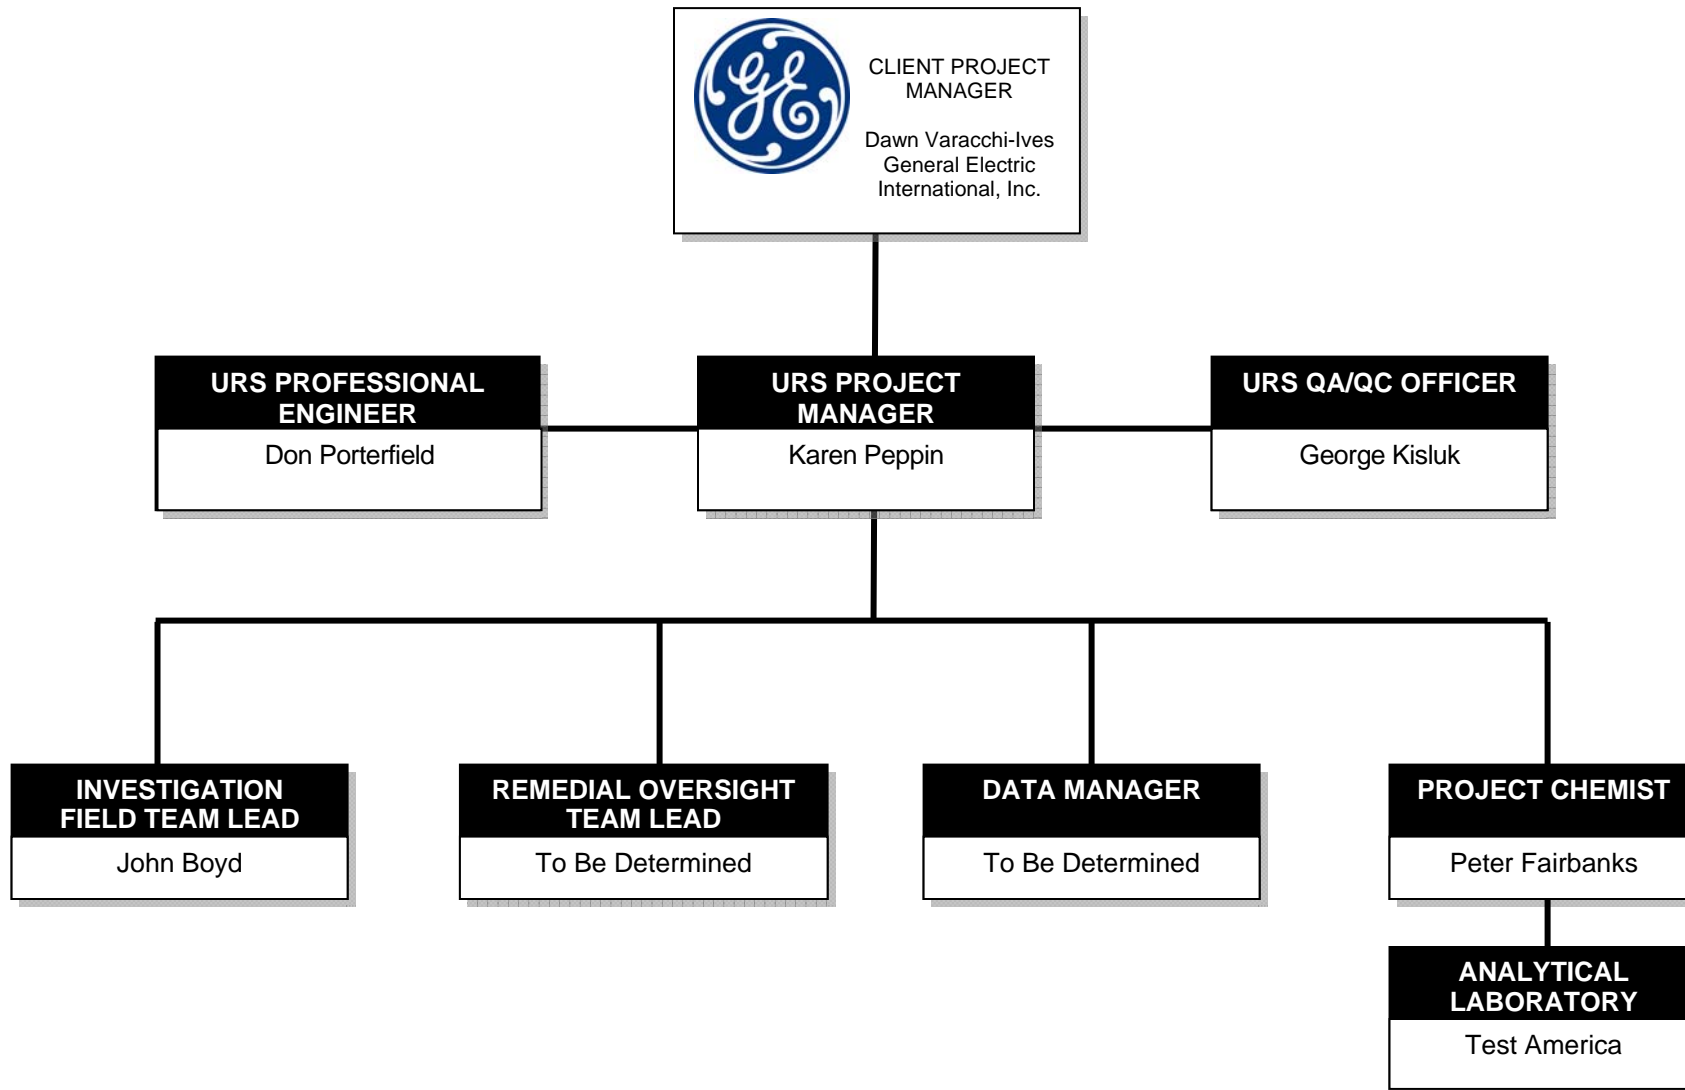 GE
CLIENT PROJECT
MANAGER
Dawn Varacchi-Ives
General Electric
International, Inc.
URS PROFESSIONAL
ENGINEER
Don Porterfield
URS PROJECT
MANAGER
Karen Peppin
URS QA/QC OFFICER
George Kisluk
INVESTIGATION
FIELD TEAM LEAD
John Boyd
REMEDIAL OVERSIGHT
TEAM LEAD
To Be Determined
DATA MANAGER
To Be Determined
PROJECT CHEMIST
Peter Fairbanks
ANALYTICAL
LABORATORY
Test America